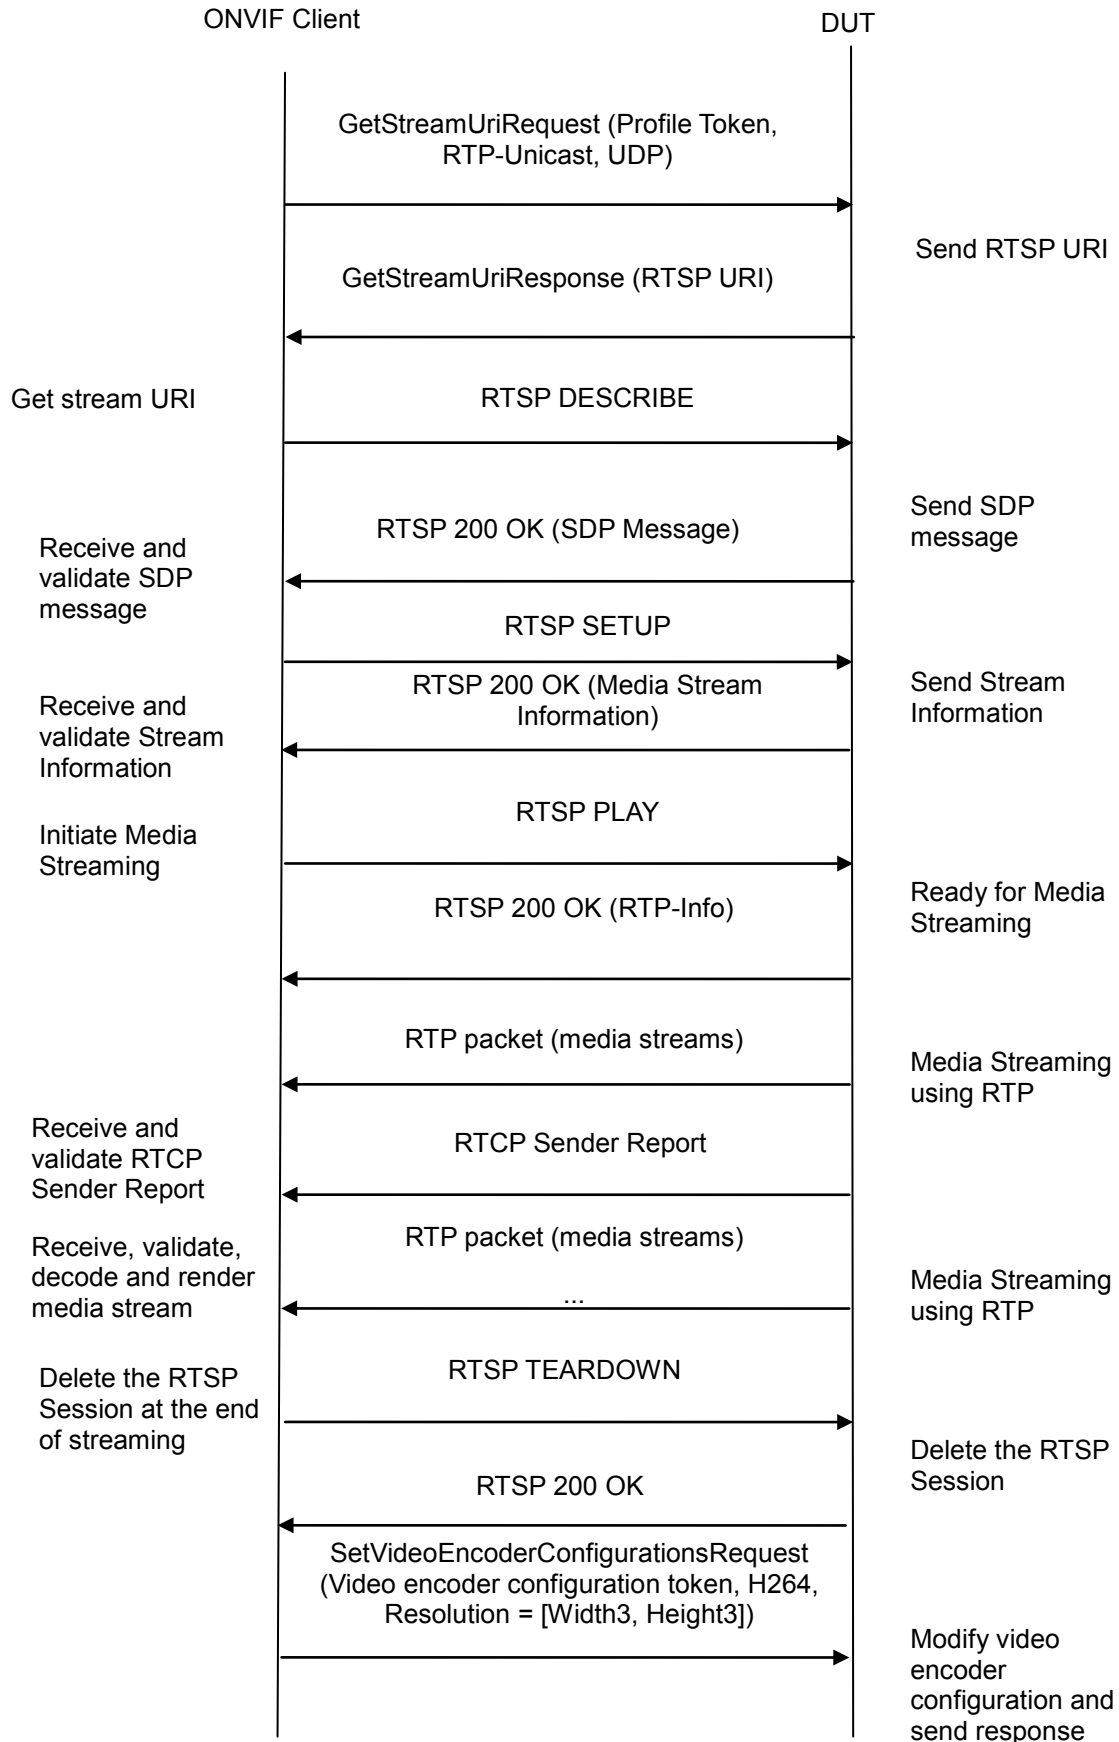 ONVIF Client
DUT
GetStreamUriRequest (Profile Token,
RTP-Unicast, UDP)
Send RTSP URI
GetStreamUriResponse (RTSP URI)
Get stream URI
RTSP DESCRIBE
Send SDP
message
RTSP 200 OK (SDP Message)
Receive and
validate SDP
message
RTSP SETUP
RTSP 200 OK (Media Stream
Information)
Send Stream
Information
Receive and
validate Stream
Information
RTSP PLAY
Initiate Media
Streaming
RTSP 200 OK (RTP-Info)
Ready for Media
Streaming
RTP packet (media streams)
Media Streaming
using RTP
Receive and
validate RTCP
Sender Report
RTCP Sender Report
RTP packet (media streams)
...
Receive, validate,
decode and render
media stream
Media Streaming
using RTP
RTSP TEARDOWN
Delete the RTSP
Session at the end
of streaming
Delete the RTSP
Session
RTSP 200 OK
SetVideoEncoderConfigurationsRequest
(Video encoder configuration token, H264,
Resolution = [Width3, Height3])
Modify video
encoder
configuration and
send response